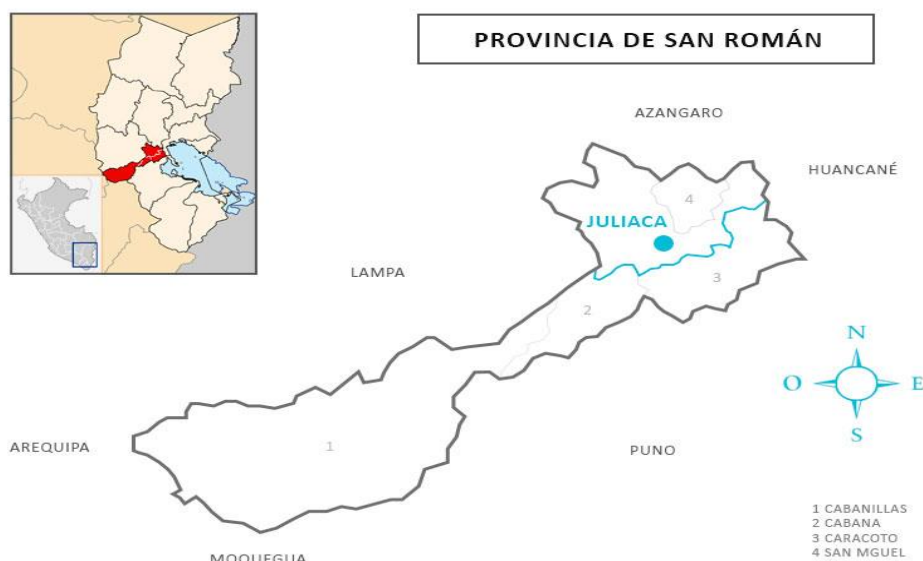 PROVINCIA DE SAN ROMÁN
AZANGARO
HUANCANÉ
4
JULIACA
LAMPA
3
2
N
O E
S
AREQUIPA
1
PUNO
MOQUEGUA
1 CABANILLAS
2 CABANA
3 CARACOTO
4 SAN MGUEL